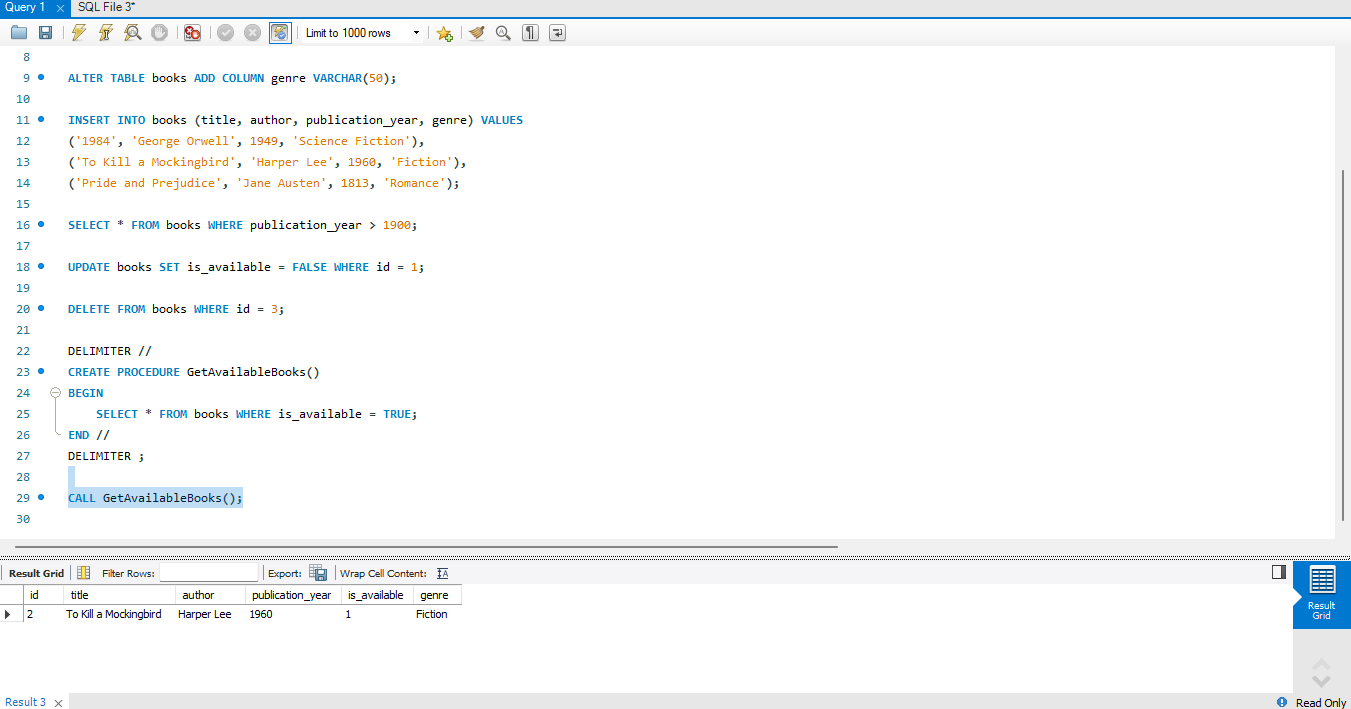 Query 1 SQL File 3*
Limit to 1000 rows
8
9 ALTER TABLE books ADD COLUMN genre VARCHAR(50);
10
11 INSERT INTO books (title, author, publication_year, genre) VALUES
12 ('1984', 'George Orwell', 1949, 'Science Fiction'),
13 ('To Kill a Mockingbird', 'Harper Lee', 1960, 'Fiction'),
14 ('Pride and Prejudice', 'Jane Austen', 1813, 'Romance');
15
16 SELECT * FROM books WHERE publication_year > 1900;
17
18 UPDATE books SET is_available = FALSE WHERE id = 1;
19
20 DELETE FROM books WHERE id = 3;
21
22 DELIMITER //
23 CREATE PROCEDURE GetAvailableBooks()
24 BEGIN
25 SELECT * FROM books WHERE is_available = TRUE;
26 END //
27 DELIMITER ;
28
29 CALL GetAvailableBooks();
30
Result Grid Filter Rows: Export: Wrap Cell Content: IA
id title author publication_year is_available genre
2 To Kill a Mockingbird Harper Lee 1960 1 Fiction
Result
Grid
Result 3 Read Only